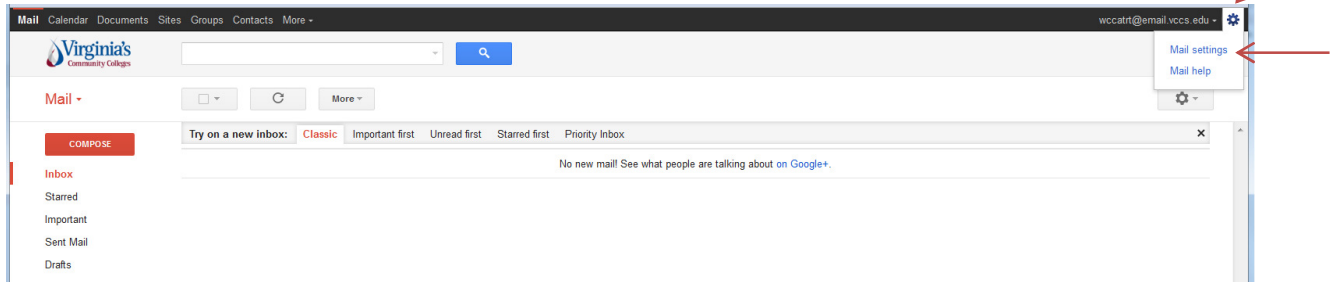 Mail Calendar Documents Sites Groups Contacts More wccatrt@email.vccs.edu
Virginia's
Community Colleges
Mail settings
Mail help
Mail More
COMPOSE
Try on a new inbox: Classic Important first Unread first Starred first Priority Inbox x
No new mail! See what people are talking about on Google+.
Inbox
Starred
Important
Sent Mail
Drafts